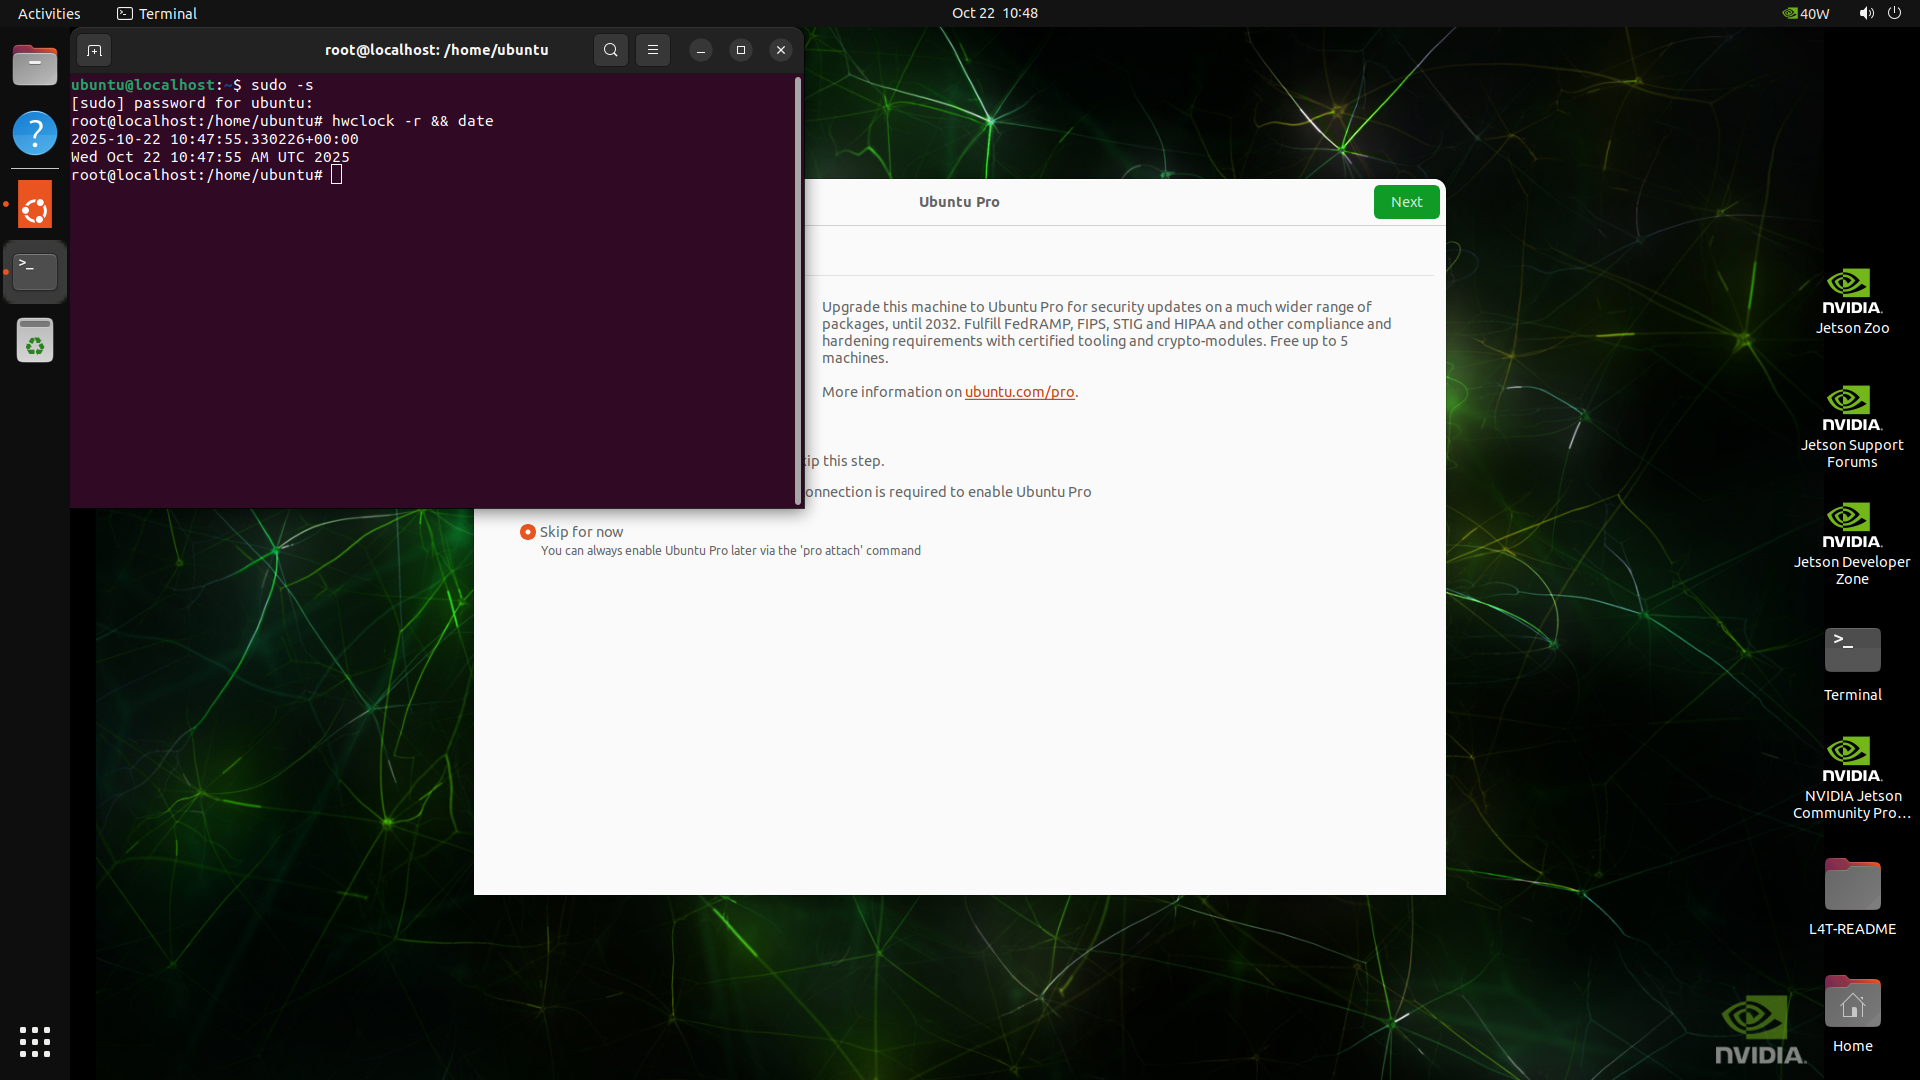 Activities
Terminal
Oct 22 10:48
40W
root@localhost: /home/ubuntu
ubuntu@localhost:~$ sudo -s
[sudo] password for ubuntu:
root@localhost:/home/ubuntu# hwclock -r && date
2025-10-22 10:47:55.330226+00:00
Wed Oct 22 10:47:55 AM UTC 2025
root@localhost:/home/ubuntu#
Ubuntu Pro
Next
Upgrade this machine to Ubuntu Pro for security updates on a much wider range of
packages, until 2032. Fulfill FedRAMP, FIPS, STIG and HIPAA and other compliance and
hardening requirements with certified tooling and crypto-modules. Free up to 5
machines.
More information on ubuntu.com/pro.
this step.
is required to enable Ubuntu Pro
Skip for now
You can always enable Ubuntu Pro later via the 'pro attach' command
NVIDIA.
Jetson Zoo
NVIDIA.
Jetson Support
Forums
NVIDIA.
Jetson Developer
Zone
>_
Terminal
NVIDIA.
NVIDIA Jetson
Community Pro...
L4T-README
Home
NVIDIA.